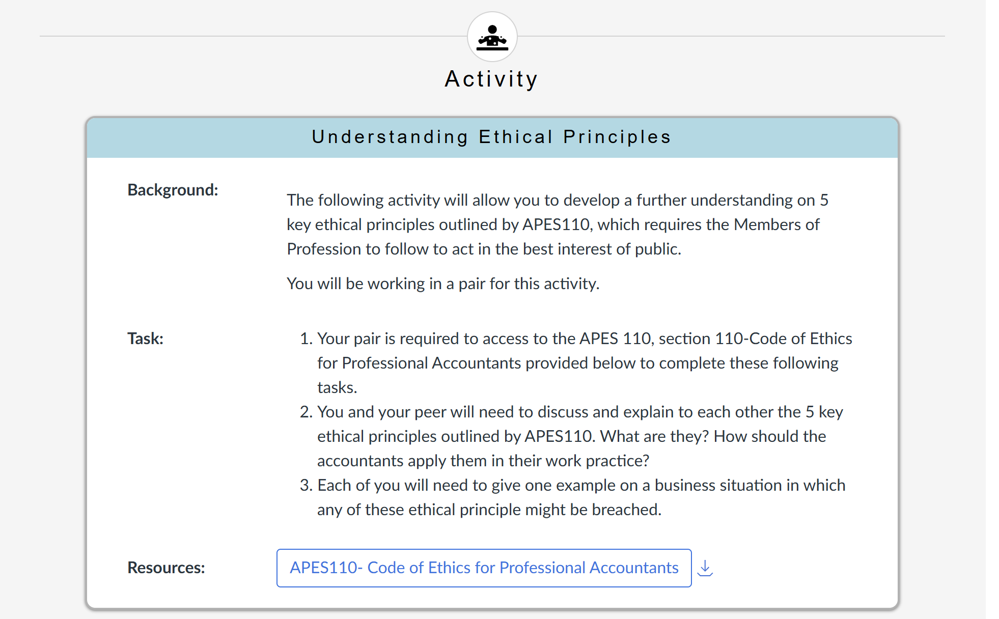 Activity
Understanding Ethical Principles
Background:
The following activity will allow you to develop a further understanding on 5
key ethical principles outlined by APES110, which requires the Members of
Profession to follow to act in the best interest of public.
You will be working in a pair for this activity.
Task:
1. Your pair is required to access to the APES 110, section 110-Code of Ethics
for Professional Accountants provided below to complete these following
tasks.
2. You and your peer will need to discuss and explain to each other the 5 key
ethical principles outlined by APES110. What are they? How should the
accountants apply them in their work practice?
3. Each of you will need to give one example on a business situation in which
any of these ethical principle might be breached.
Resources:
APES110- Code of Ethics for Professional Accountants